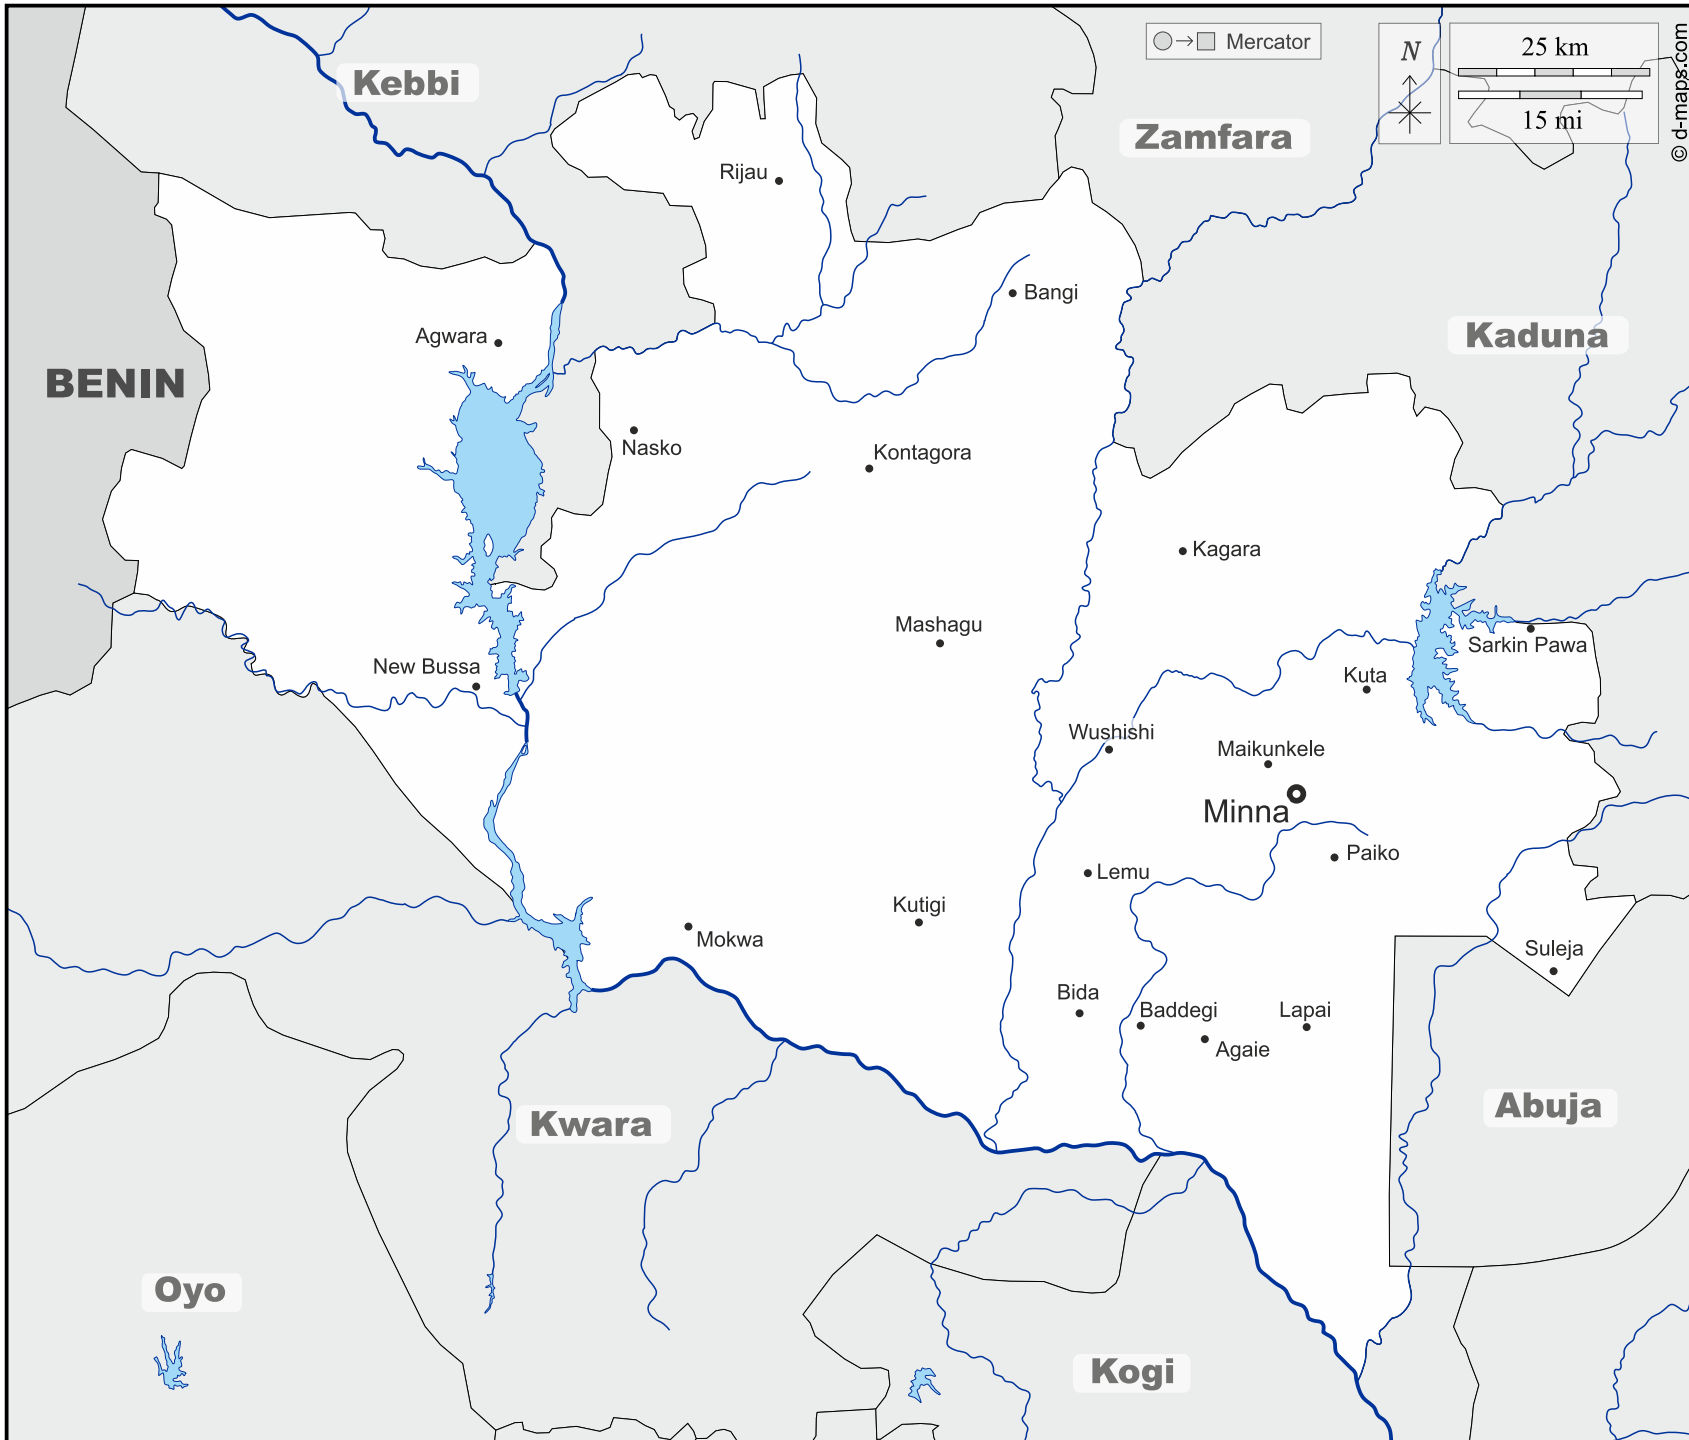 Mercator
N
25 km
15 mi
© d-maps.com
Kebbi
Zamfara
Rijau
Bangi
Agwara
Kaduna
BENIN
Nasko
Kontagora
Kagara
Mashagu
Sarkin Pawa
New Bussa
Kuta
Wushishi
Maikunkele
Minna
Paiko
Lemu
Kutigi
Mokwa
Suleja
Bida
Baddegi
Lapai
Agaie
Abuja
Kwara
Oyo
Kogi